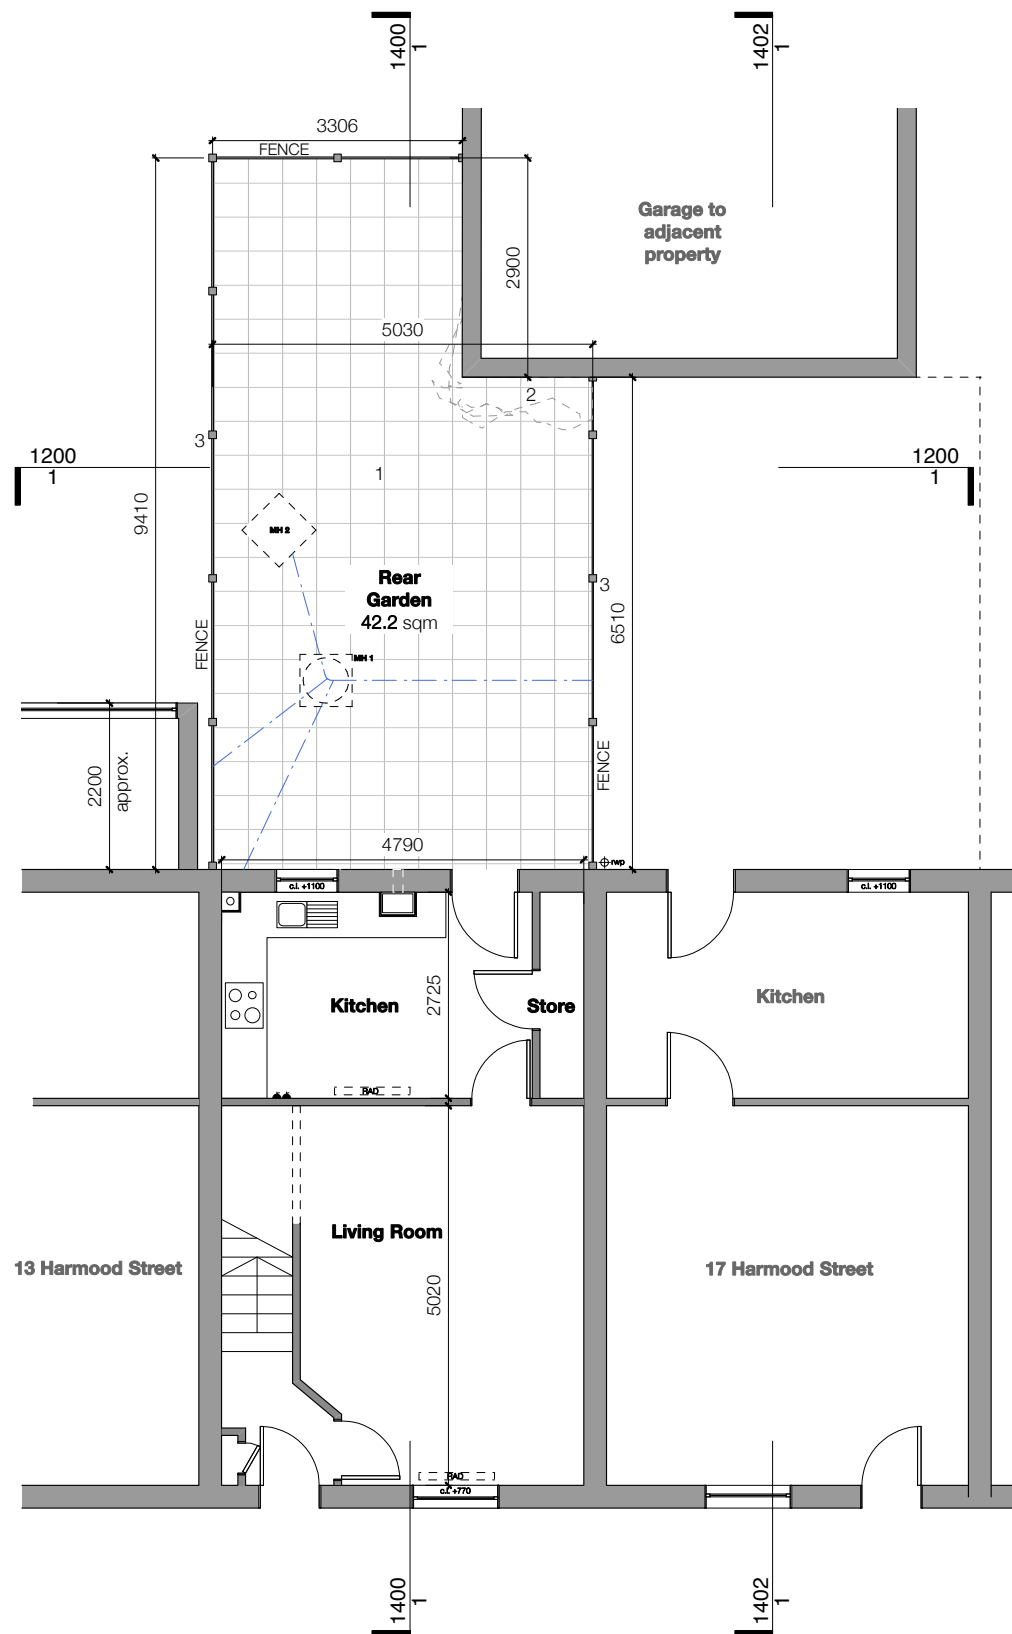 1400
1
1402
1
3306
FENCE
Garage to
adjacent
property
2900
5030
2
3
1
1200
1
1200
1
9410
MH 2
Rear
Garden
42.2 sqm
3
6510
FENCE
MH 1
FENCE
2200
approx.
4790
rwp
c.l. +1100
c.l. +1100
Kitchen
2725
Store
Kitchen
RAD
Living Room
13 Harmood Street
5020
17 Harmood Street
RAD
c.l. +770
1400
1
1402
1